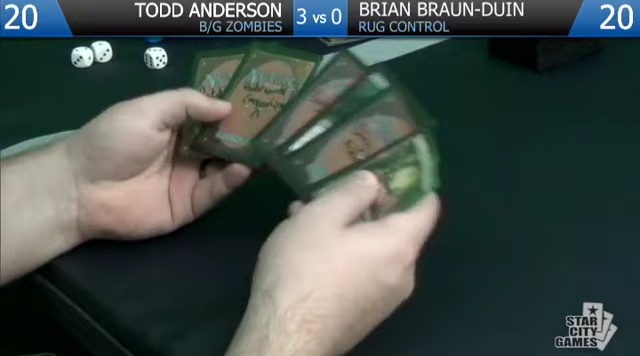 20
TODD ANDERSON
B/G ZOMBIES
3 vs 0
BRIAN BRAUN-DUIN
RUG CONTROL
20
STAR
CITY
GAMES